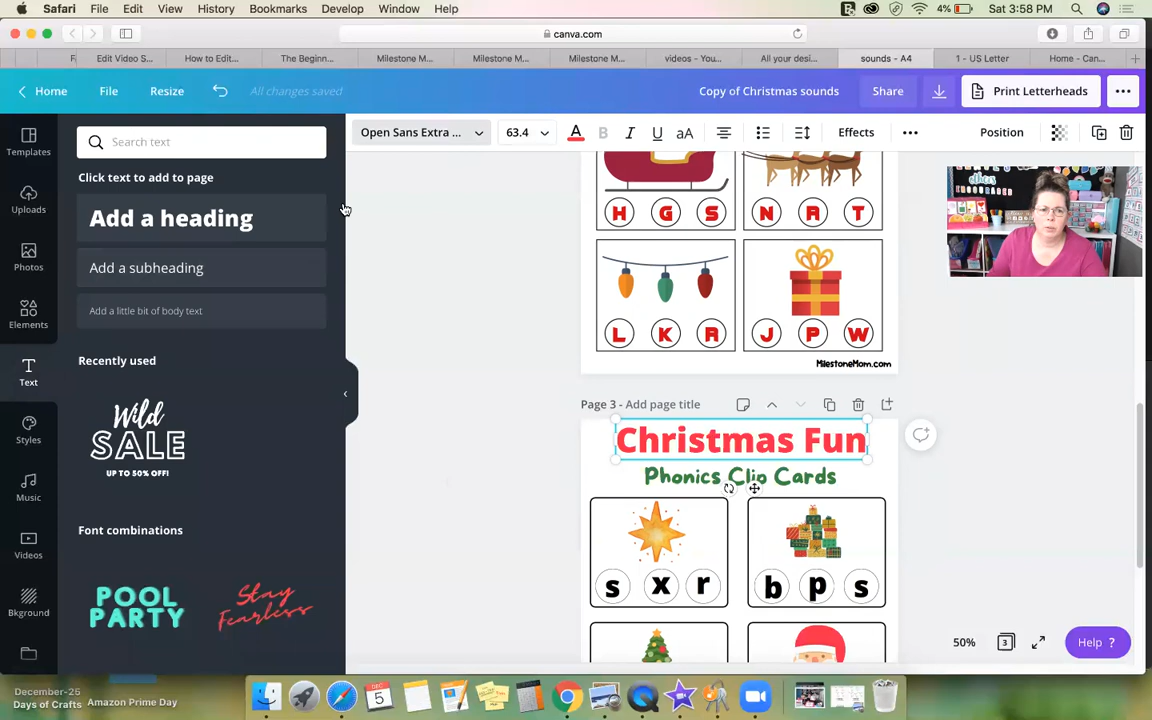 Safari File Edit View History Bookmarks Develop Window Help 4% Sat 3:58 PM
canva.com
Edit Video S... How to Edit... The Beginn... Milestone M... Milestone M... Milestone M... videos - You... All your desi... sounds - A4 1 - US Letter Home - Can...
Home File Resize All changes saved Copy of Christmas sounds Share Print Letterheads
Templates
Uploads
Photos
Elements
Text
Styles
Music
Videos
Bkground
Search text
Click text to add to page
Add a heading
Add a subheading
Add a little bit of body text
Recently used
Wild
SALE
UP TO 50% OFF!
Font combinations
POOL
PARTY
Stay
Fearless
Open Sans Extra ... 63.4 A B I U aA Effects Position
H G S N R T
L K R J P W
MilestoneMom.com
Page 3 - Add page title
Christmas Fun
Phonics Clip Cards
s x r b p s
50% 3 Help ?
others
December-25
Days of Crafts Amazon Prime Day
DEC
5